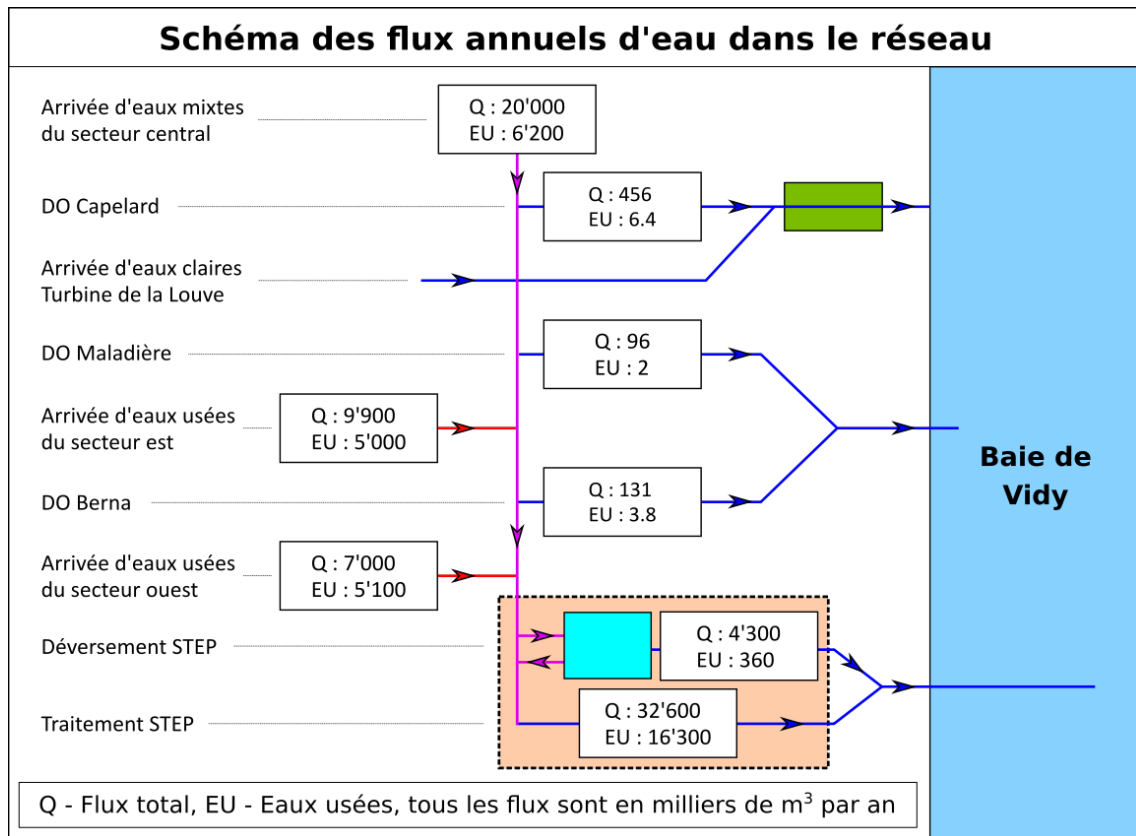 Schéma des flux annuels d'eau dans le réseau
Arrivée d'eaux mixtes
du secteur central
Q : 20'000
EU : 6'200
DO Capelard
Q : 456
EU : 6.4
Arrivée d'eaux claires
Turbine de la Louve
DO Maladière
Q : 96
EU : 2
Arrivée d'eaux usées
du secteur est
Q : 9'900
EU : 5'000
Baie de
Vidy
DO Berna
Q : 131
EU : 3.8
Arrivée d'eaux usées
du secteur ouest
Q : 7'000
EU : 5'100
Déversement STEP
Q : 4'300
EU : 360
Traitement STEP
Q : 32'600
EU : 16'300
Q - Flux total, EU - Eaux usées, tous les flux sont en milliers de m³ par an